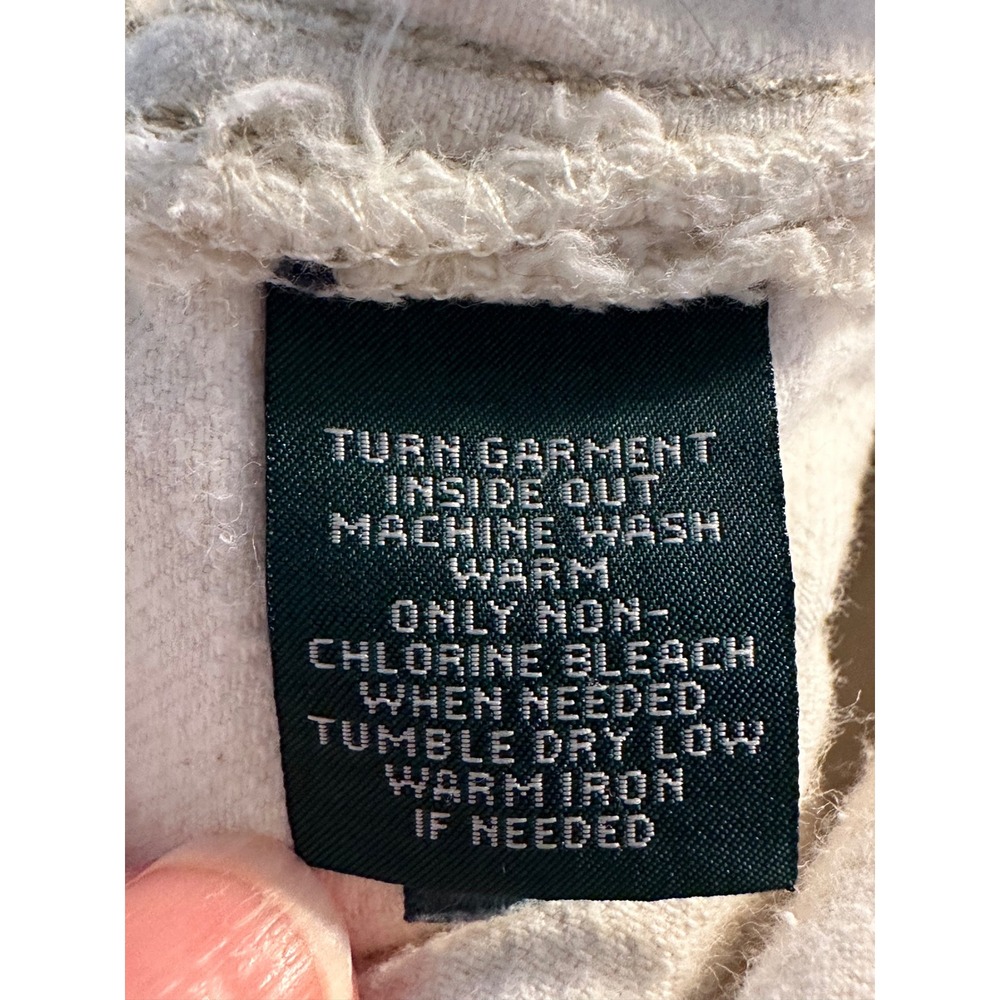 TURN GARMENT
INSIDE OUT
MACHINE WASH
WARM
ONLY NON-
CHLORINE BLEACH
WHEN NEEDED
TUMBLE DRY LOW
WARM IRON
IF NEEDED